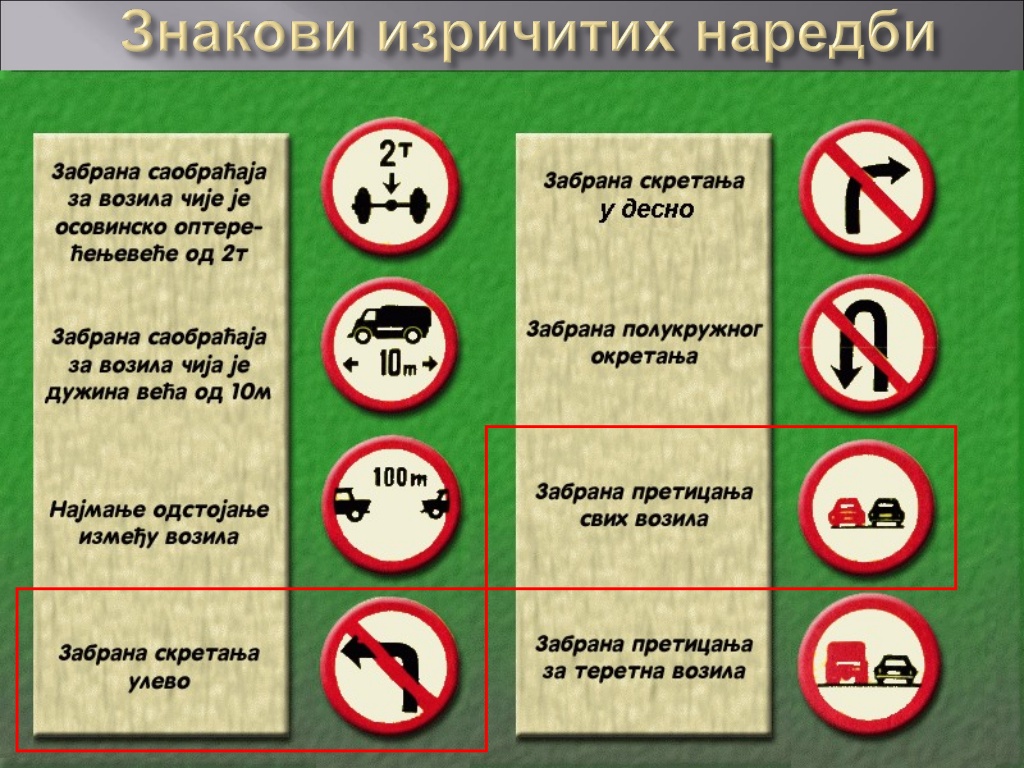 Знакови изричитих наредби
Забрана саобраћаја
за возила чије је
осовинско оптере-
ћењевеће од 2т
2т
Забрана саобраћаја
за возила чија је
дужина већа од 10м
10m
Најмање одстојање
између возила
100m
Забрана скретања
улево
Забрана скретања
у десно
Забрана полукружног
окретања
Забрана претицања
свих возила
Забрана претицања
за теретна возила